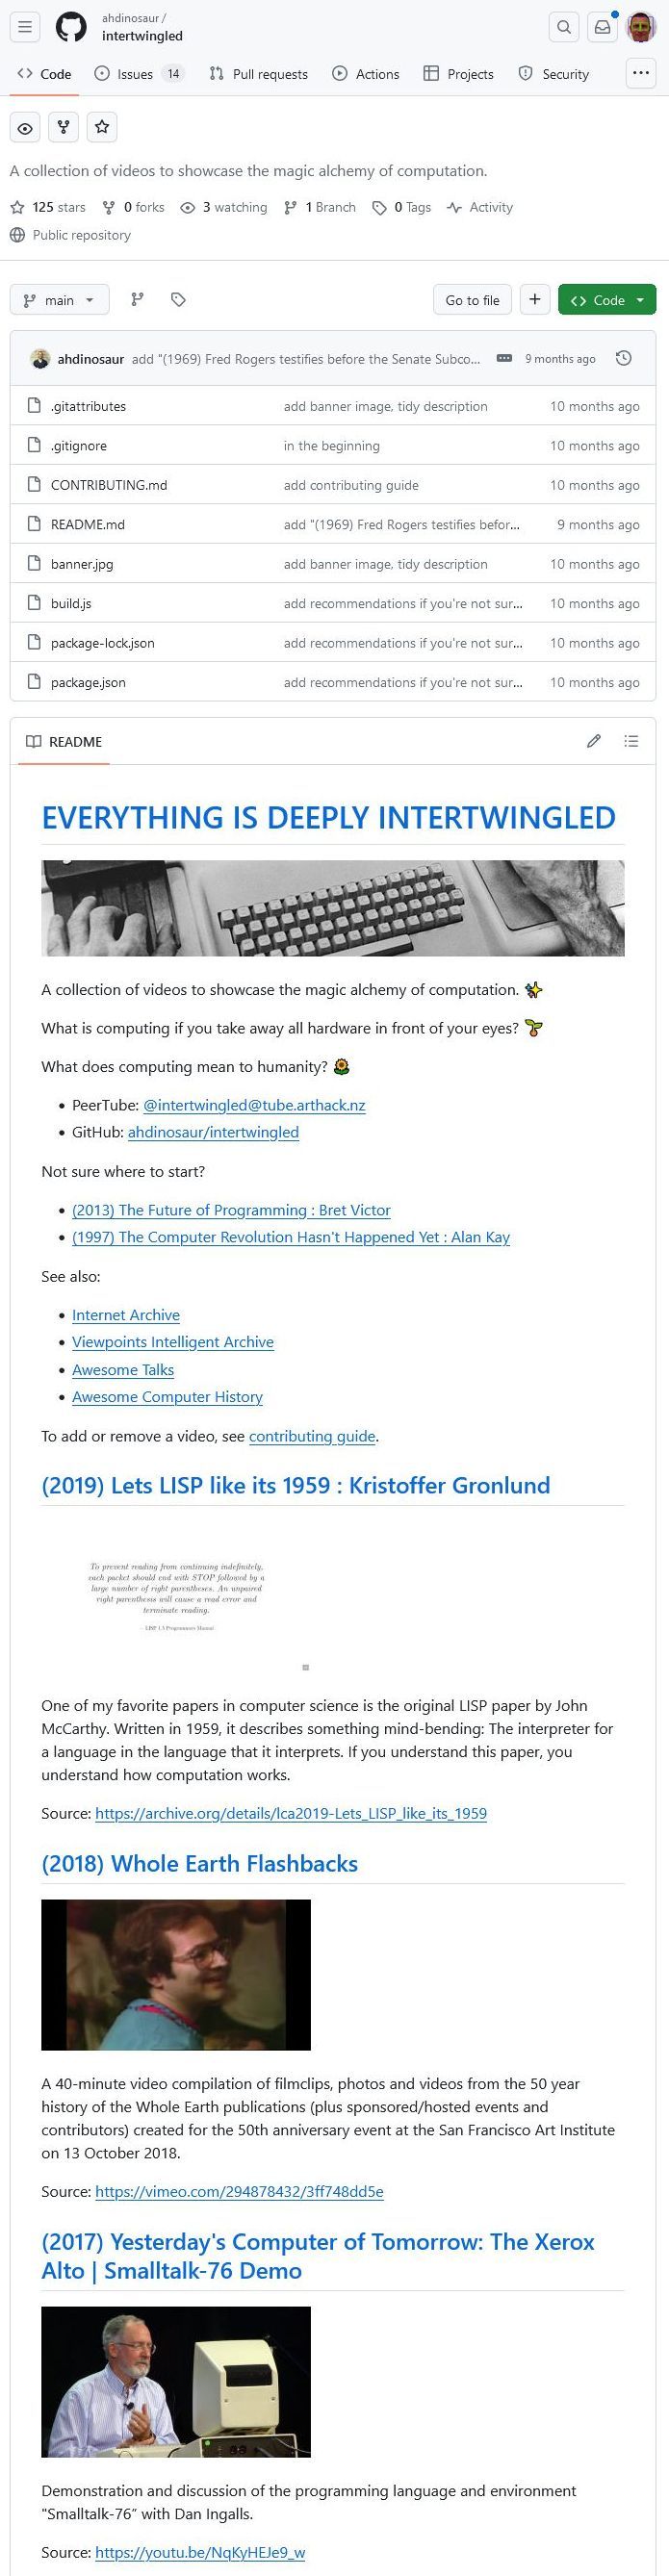 ahdinosaur /
intertwingled
Code Issues 14 Pull requests Actions Projects Security
A collection of videos to showcase the magic alchemy of computation.
125 stars 0 forks 3 watching 1 Branch 0 Tags Activity
Public repository
main Go to file + Code
ahdinosaur add "(1969) Fred Rogers testifies before the Senate Subco... 9 months ago
.gitattributes add banner image, tidy description 10 months ago
.gitignore in the beginning 10 months ago
CONTRIBUTING.md add contributing guide 10 months ago
README.md add "(1969) Fred Rogers testifies befor... 9 months ago
banner.jpg add banner image, tidy description 10 months ago
build.js add recommendations if you're not sur... 10 months ago
package-lock.json add recommendations if you're not sur... 10 months ago
package.json add recommendations if you're not sur... 10 months ago
README
EVERYTHING IS DEEPLY INTERTWINGLED
A collection of videos to showcase the magic alchemy of computation. ✨
What is computing if you take away all hardware in front of your eyes? 🌱
What does computing mean to humanity? 🌻
• PeerTube: @intertwingled@tube.arthack.nz
• GitHub: ahdinosaur/intertwingled
Not sure where to start?
• (2013) The Future of Programming : Bret Victor
• (1997) The Computer Revolution Hasn't Happened Yet : Alan Kay
See also:
• Internet Archive
• Viewpoints Intelligent Archive
• Awesome Talks
• Awesome Computer History
To add or remove a video, see contributing guide.
(2019) Lets LISP like its 1959 : Kristoffer Gronlund
To prevent reading from continuing indefinitely,
each packet should end with STOP followed by a
large number of right parentheses. An unpaired
right parenthesis will cause a read error and
terminate reading.
– LISP 1.5 Programmers Manual
One of my favorite papers in computer science is the original LISP paper by John
McCarthy. Written in 1959, it describes something mind-bending: The interpreter for
a language in the language that it interprets. If you understand this paper, you
understand how computation works.
Source: https://archive.org/details/lca2019-Lets_LISP_like_its_1959
(2018) Whole Earth Flashbacks
A 40-minute video compilation of filmclips, photos and videos from the 50 year
history of the Whole Earth publications (plus sponsored/hosted events and
contributors) created for the 50th anniversary event at the San Francisco Art Institute
on 13 October 2018.
Source: https://vimeo.com/294878432/3ff748dd5e
(2017) Yesterday's Computer of Tomorrow: The Xerox
Alto | Smalltalk-76 Demo
Demonstration and discussion of the programming language and environment
"Smalltalk-76” with Dan Ingalls.
Source: https://youtu.be/NqKyHEJe9_w